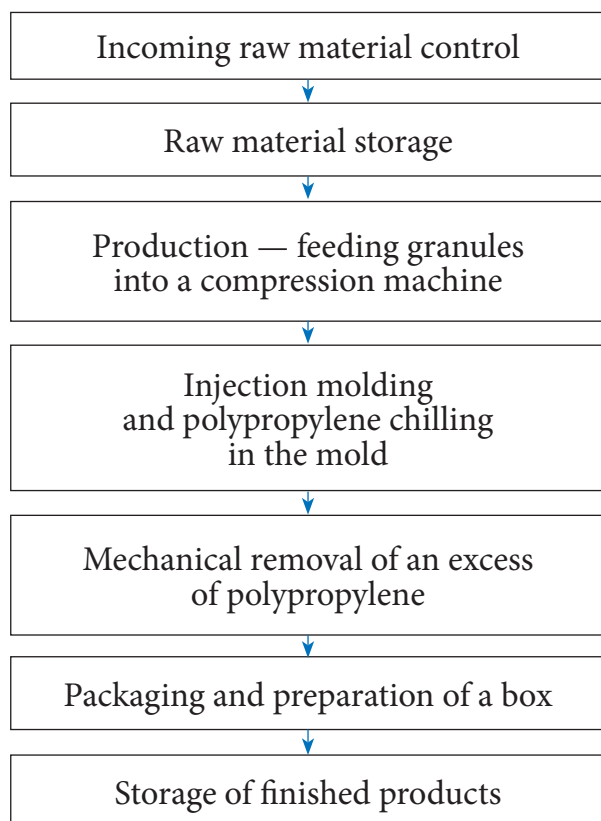 Incoming raw material control
Raw material storage
Production — feeding granules
into a compression machine
Injection molding
and polypropylene chilling
in the mold
Mechanical removal of an excess
of polypropylene
Packaging and preparation of a box
Storage of finished products